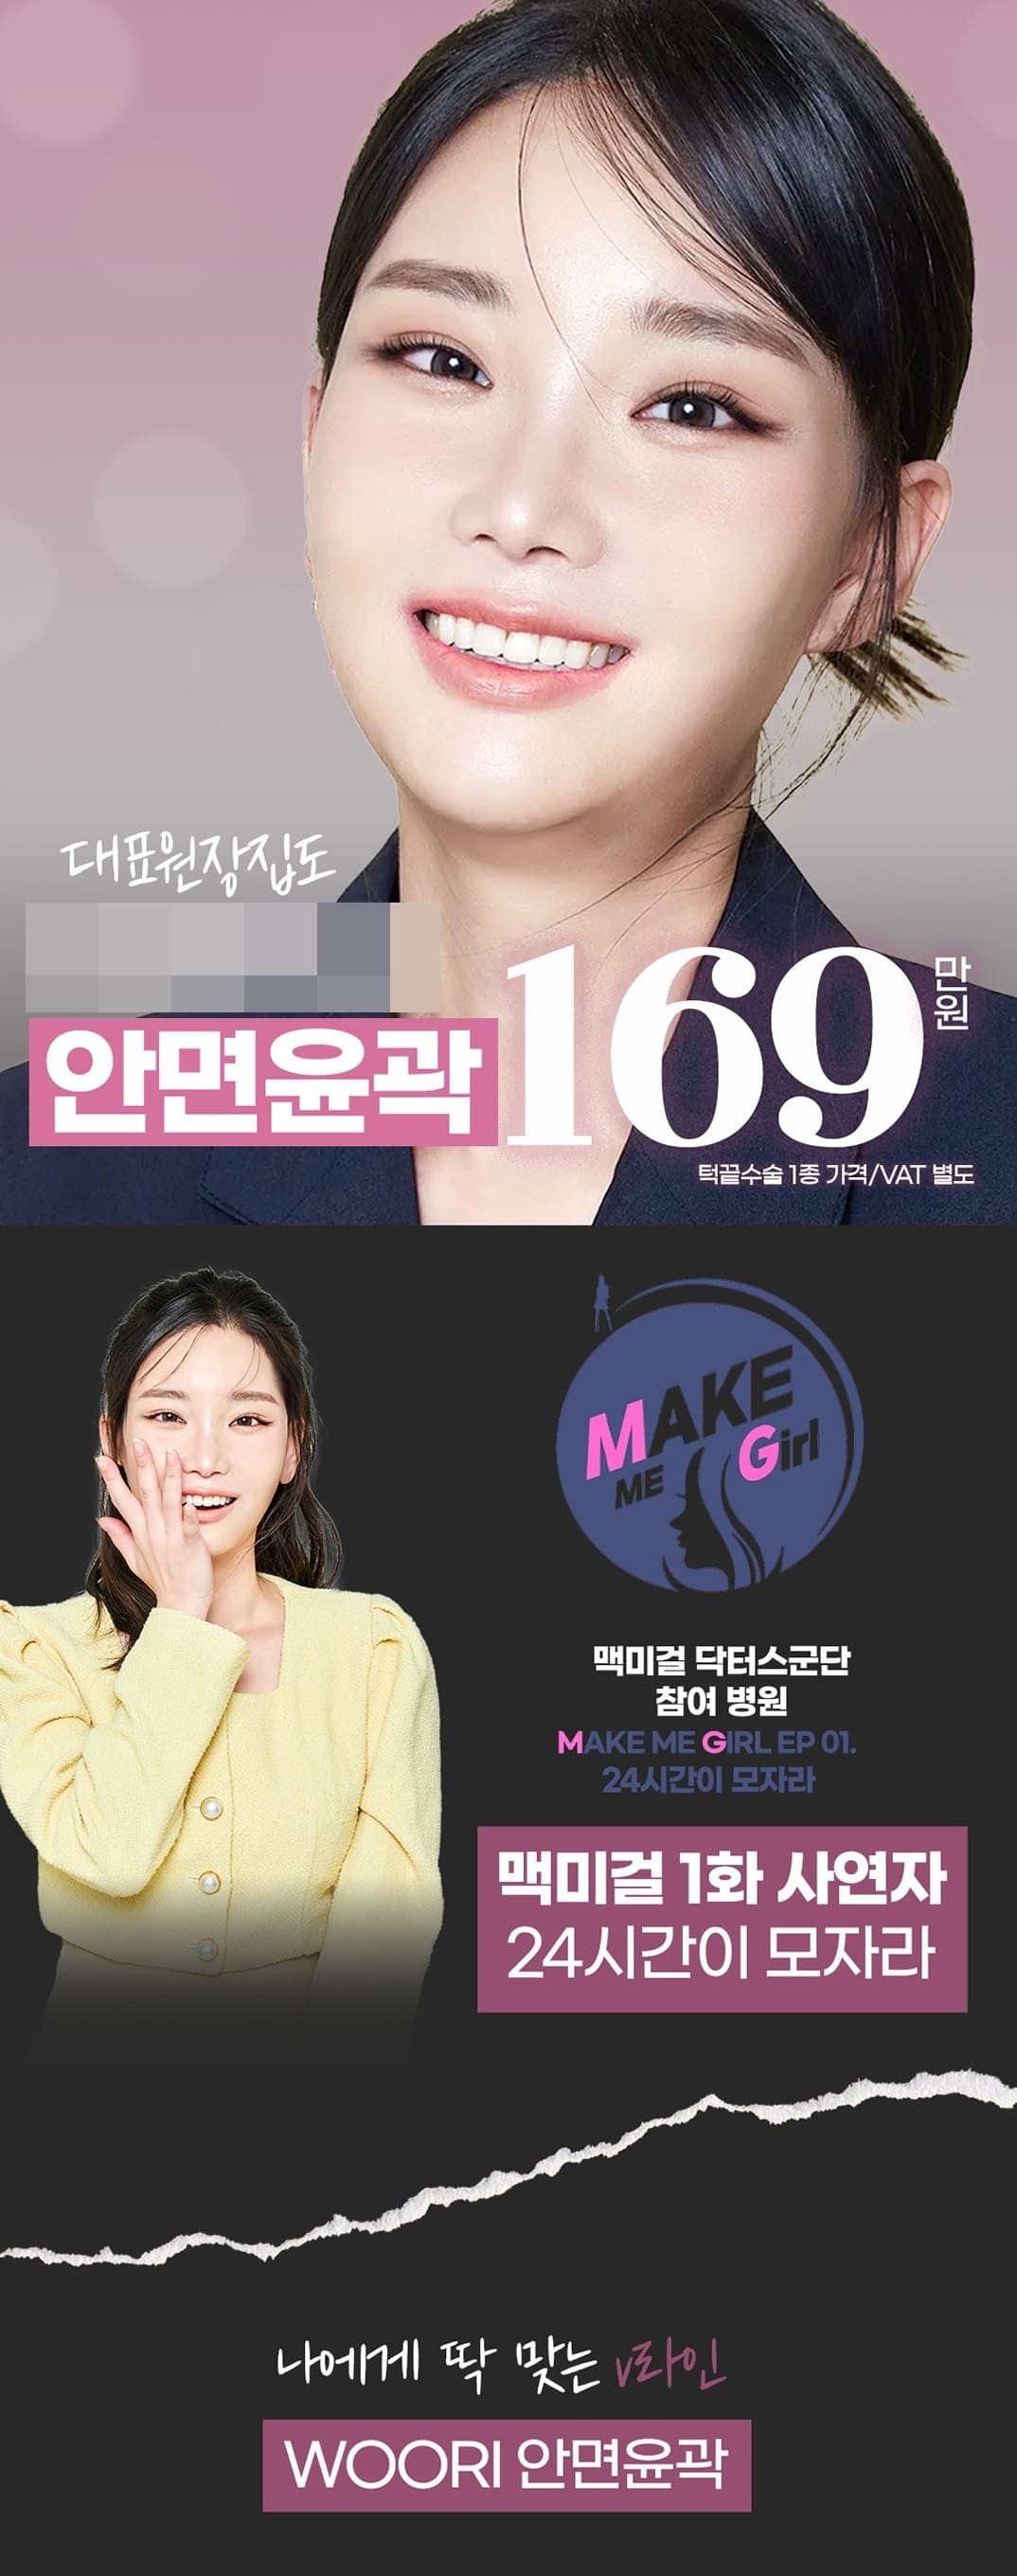 대표원장집도
안면윤곽
169만원
턱끝수술 1종 가격/VAT 별도
MAKE
ME Girl
맥미걸 닥터스군단
참여 병원
MAKE ME GIRL EP 01.
24시간이 모자라
맥미걸 1화 사연자
24시간이 모자라
나에게 딱 맞는 v라인
WOORI 안면윤곽